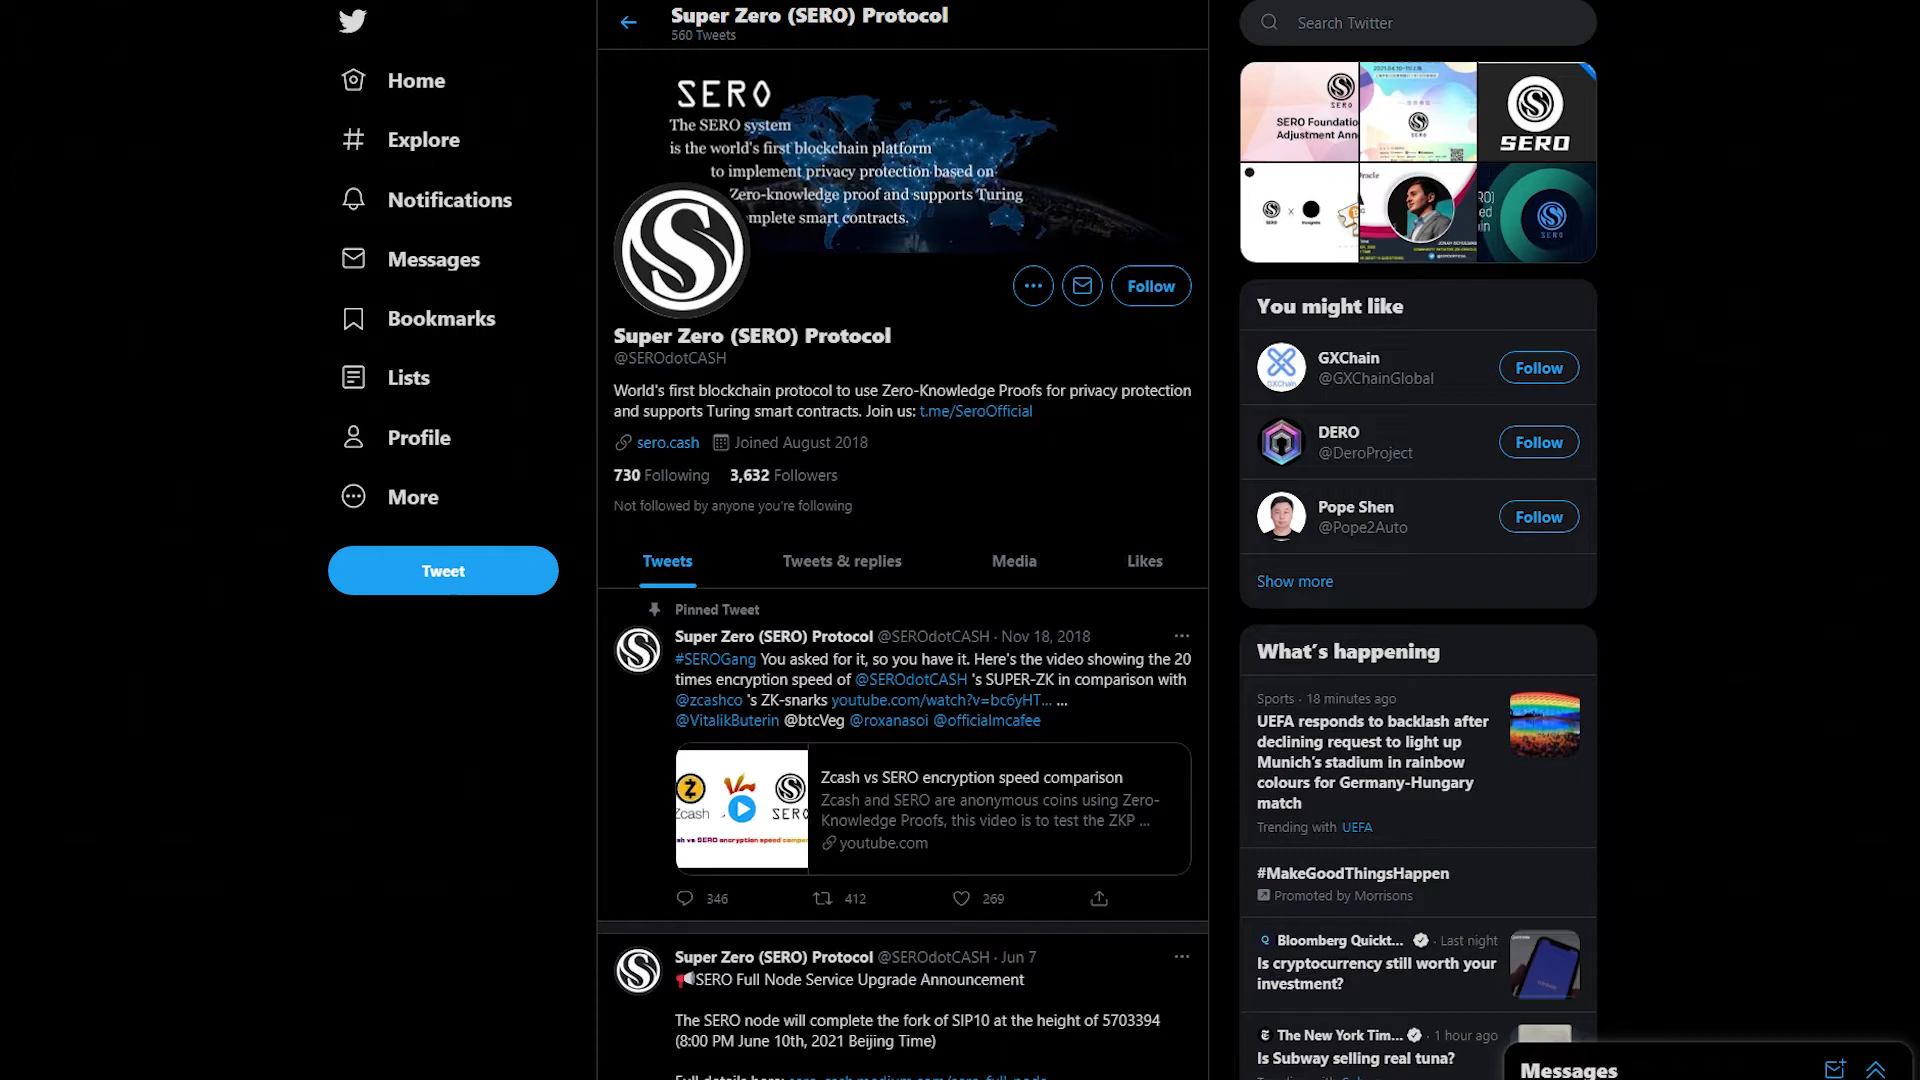 Super Zero (SERO) Protocol
560 Tweets
Search Twitter
Home
Explore
Notifications
Messages
Bookmarks
Lists
Profile
More
Tweet
SERO
The SERO system
is the world's first blockchain platform
to implement privacy protection based on
Zero-knowledge proof and supports Turing
mplete smart contracts.
Follow
Super Zero (SERO) Protocol
@SEROdotCASH
World's first blockchain protocol to use Zero-Knowledge Proofs for privacy protection
and supports Turing smart contracts. Join us: t.me/SeroOfficial
sero.cash Joined August 2018
730 Following 3,632 Followers
Not followed by anyone you're following
Tweets Tweets & replies Media Likes
Pinned Tweet
Super Zero (SERO) Protocol @SEROdotCASH · Nov 18, 2018
#SEROGang You asked for it, so you have it. Here's the video showing the 20
times encryption speed of @SEROdotCASH 's SUPER-ZK in comparison with
@zcashco 's ZK-snarks youtube.com/watch?v=bc6yHT... ...
@VitalikButerin @btcVeg @roxanasoi @officialmcafee
Zcash vs SERO encryption speed comparison
Zcash and SERO are anonymous coins using Zero-
Knowledge Proofs, this video is to test the ZKP ...
youtube.com
346 412 269
Super Zero (SERO) Protocol @SEROdotCASH · Jun 7
SERO Full Node Service Upgrade Announcement
The SERO node will complete the fork of SIP10 at the height of 5703394
(8:00 PM June 10th, 2021 Beijing Time)
SERO
SERO Foundatio
Adjustment Ann
SERO
You might like
GXChain
@GXChainGlobal
Follow
DERO
@DeroProject
Follow
Pope Shen
@Pope2Auto
Follow
Show more
What's happening
Sports · 18 minutes ago
UEFA responds to backlash after
declining request to light up
Munich's stadium in rainbow
colours for Germany-Hungary
match
Trending with UEFA
#MakeGoodThingsHappen
Promoted by Morrisons
Bloomberg Quickt... · Last night
Is cryptocurrency still worth your
investment?
The New York Tim... · 1 hour ago
Is Subway selling real tuna?
Messages